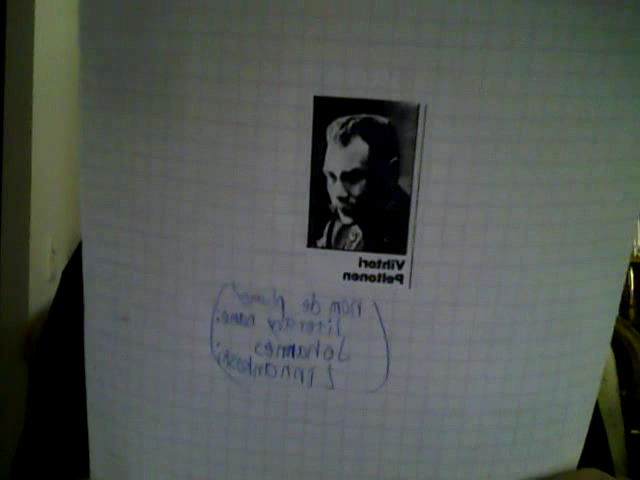 Vihtori
Peltonen
(nom de plume/
literary name:
Johannes
Linnankoski)